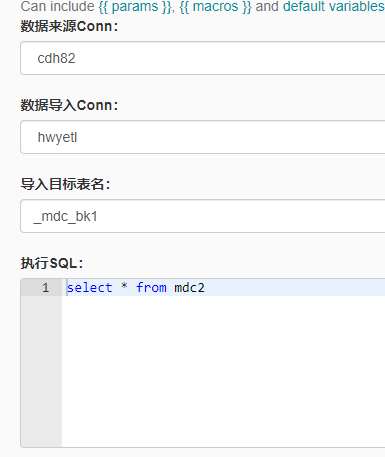 Can include {{ params }}, {{ macros }} and default variables
数据来源Conn:
cdh82
数据导入Conn:
hwyetl
导入目标表名:
_mdc_bk1
执行SQL:
1 select * from mdc2